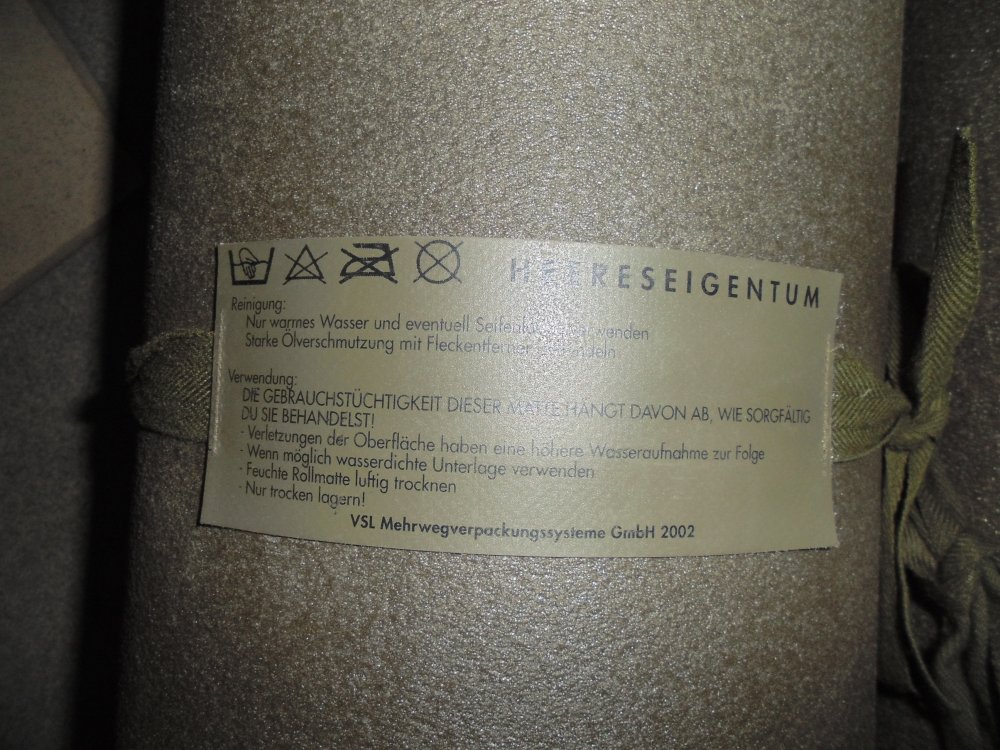 HEERESEIGENTUM
Reinigung:
Nur warmes Wasser und eventuell
Starke Ölverschmutzung mit Fleckentferner
Verwendung:
DIE GEBRAUCHSTÜCHTIGKEIT DIESER MATTE HÄNGT DAVON AB, WIE SORGFÄLTIG
DU SIE BEHANDELST!
- Verletzungen der Oberfläche haben eine höhere Wasseraufnahme zur Folge
- Wenn möglich wasserdichte Unterlage verwenden
- Feuchte Rollmatte luftig trocknen
- Nur trocken lagern!
VSL Mehrwegverpackungssysteme GmbH 2002